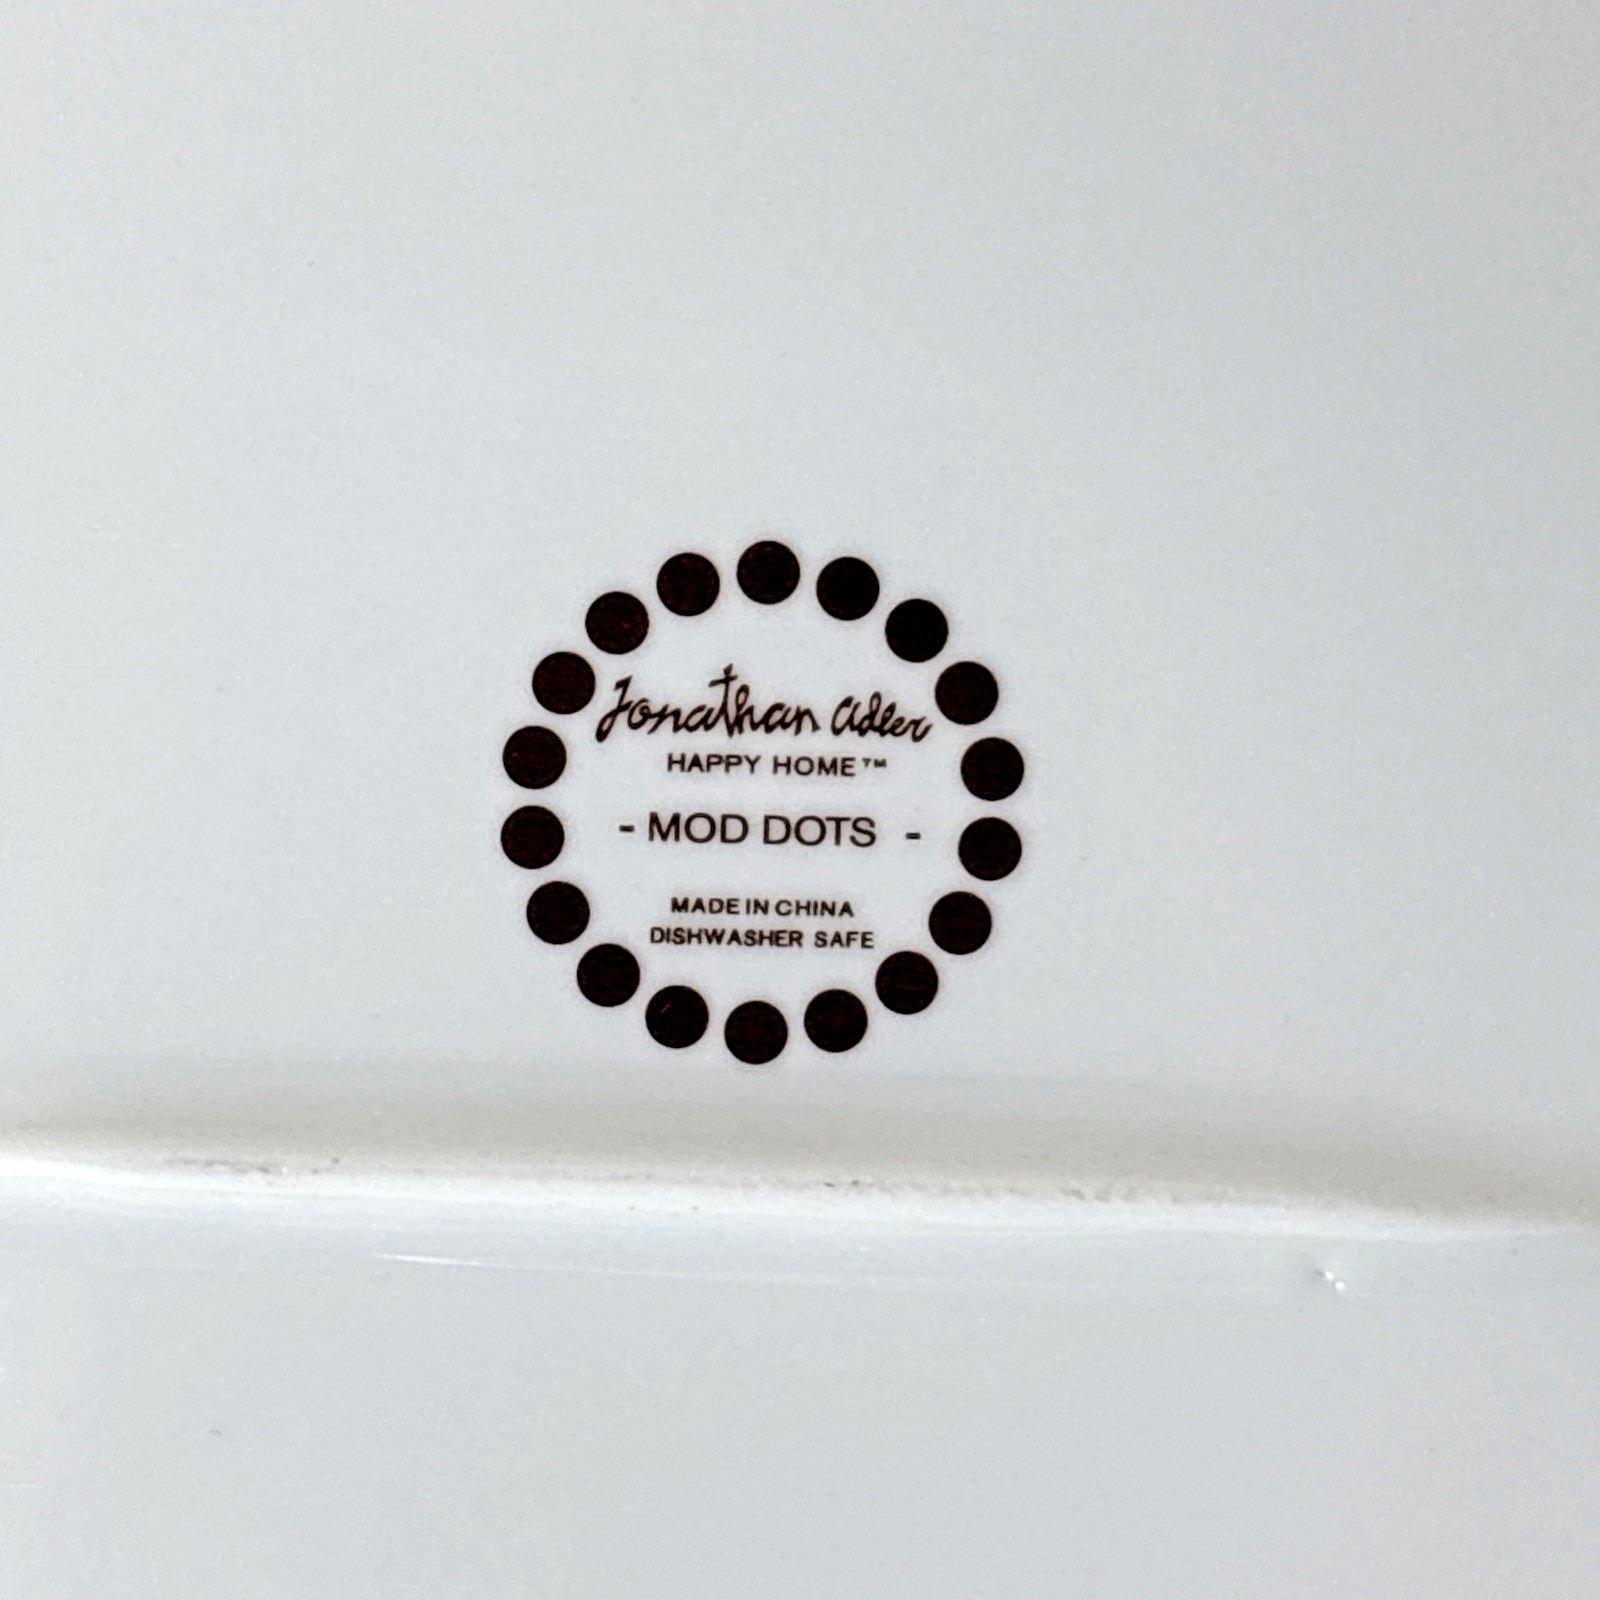 Jonathan Adler
HAPPY HOME™
- MOD DOTS -
MADE IN CHINA
DISHWASHER SAFE